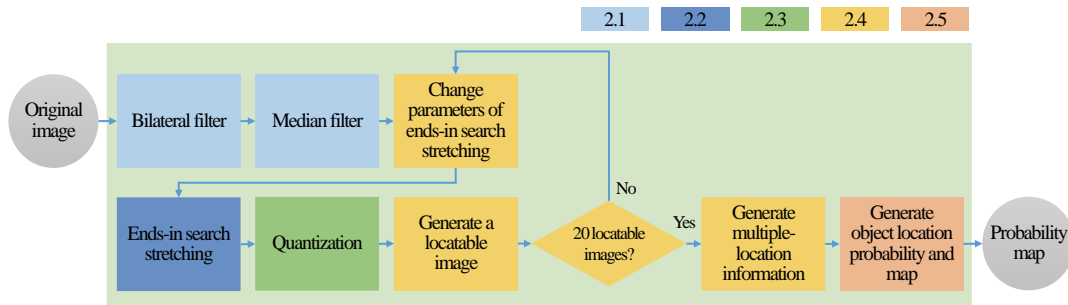 2.1 2.2 2.3 2.4 2.5
Original
image
Bilateral filter
Median filter
Change
parameters of
ends-in search
stretching
No
Ends-in search
stretching
Quantization
Generate a
locatable
image
20 locatable
images?
Yes
Generate
multiple-
location
information
Generate
object location
probability and
map
Probability
map